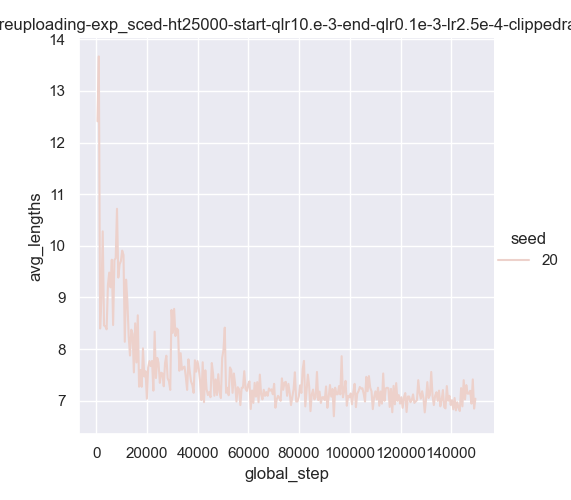 reuploading-exp_sced-ht25000-start-qlr10.e-3-end-qlr0.1e-3-lr2.5e-4-clippedra
14
13
12
11
10
9
8
7
avg_lengths
0 20000 40000 60000 80000 100000 120000 140000
global_step
seed
20